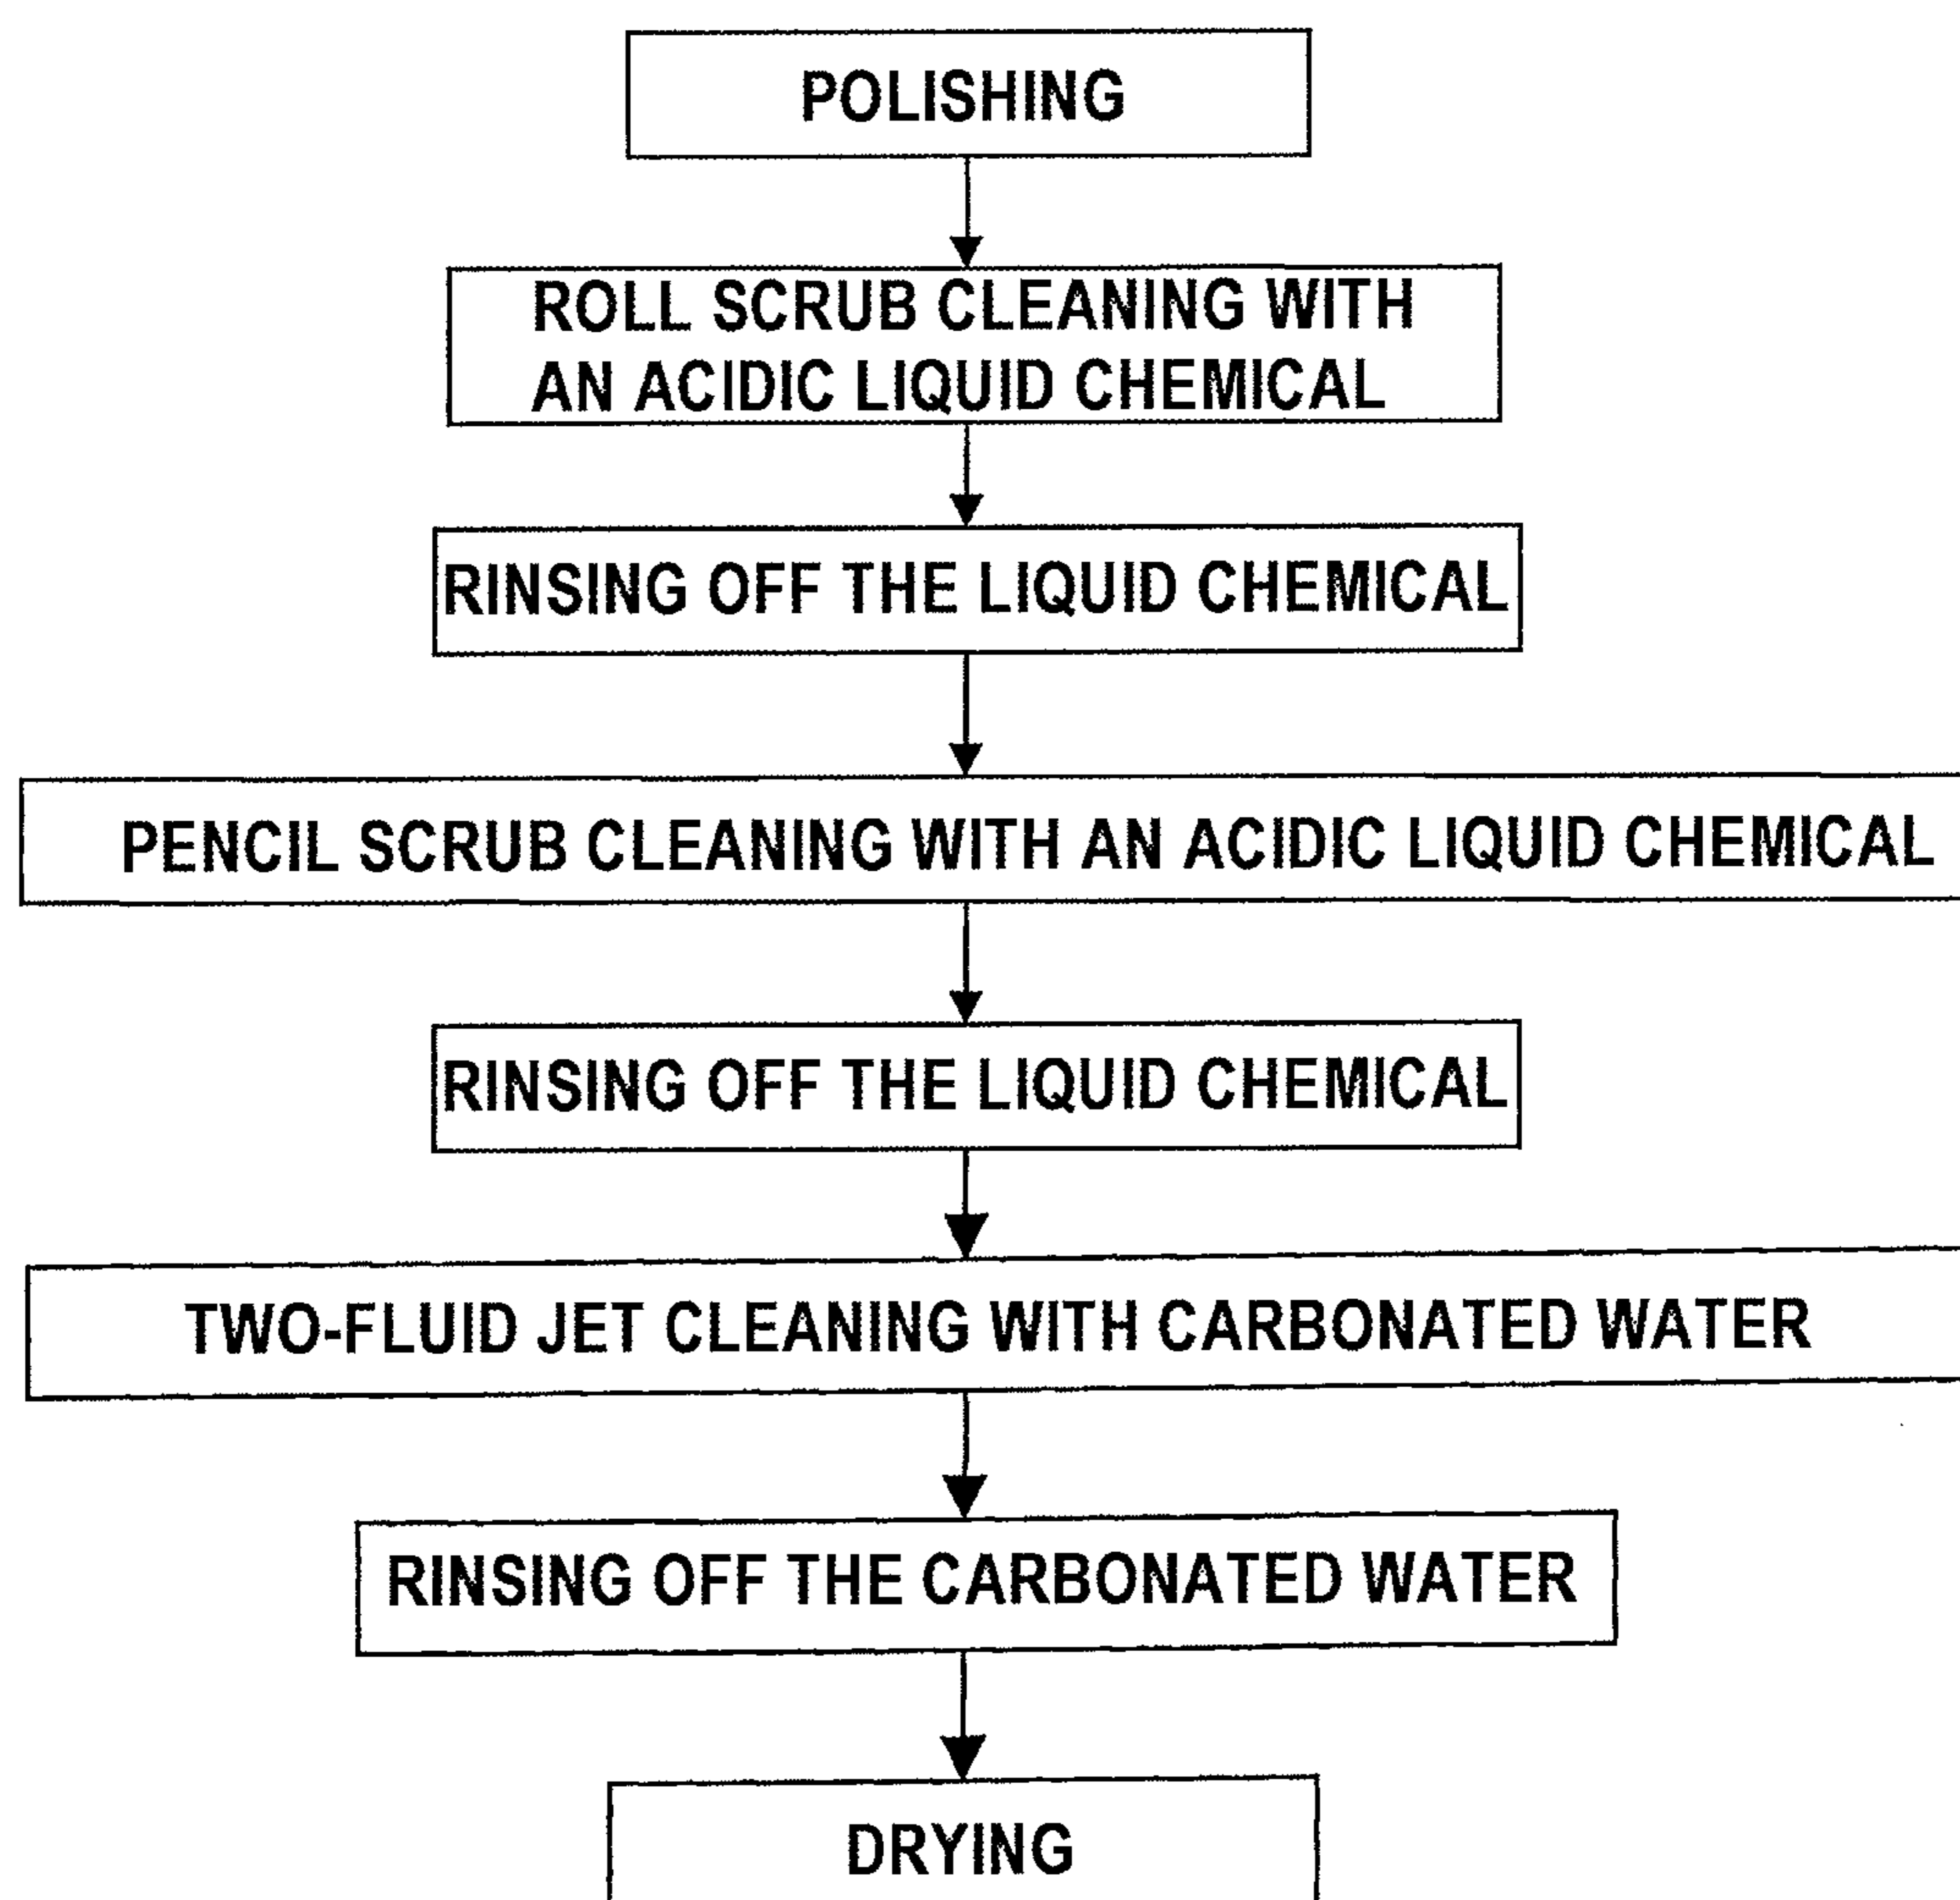 POLISHING
ROLL SCRUB CLEANING WITH
AN ACIDIC LIQUID CHEMICAL
RINSING OFF THE LIQUID CHEMICAL
PENCIL SCRUB CLEANING WITH AN ACIDIC LIQUID CHEMICAL
RINSING OFF THE LIQUID CHEMICAL
TWO-FLUID JET CLEANING WITH CARBONATED WATER
RINSING OFF THE CARBONATED WATER
DRYING